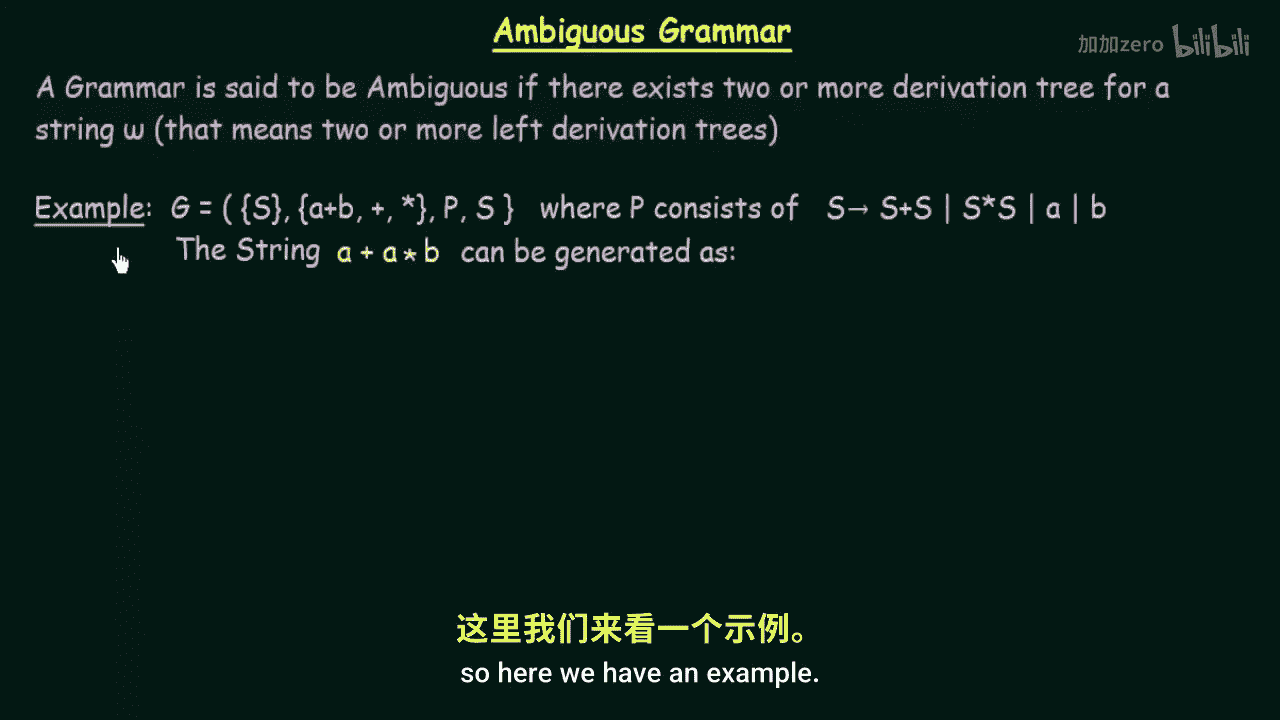 Ambiguous Grammar
加加zero bilibili
A Grammar is said to be Ambiguous if there exists two or more derivation tree for a
string ω (that means two or more left derivation trees)
Example: G = ( {S}, {a+b, +, *}, P, S } where P consists of S→ S+S | S*S | a | b
The String a + a * b can be generated as:
这里我们来看一个示例。
so here we have an example.